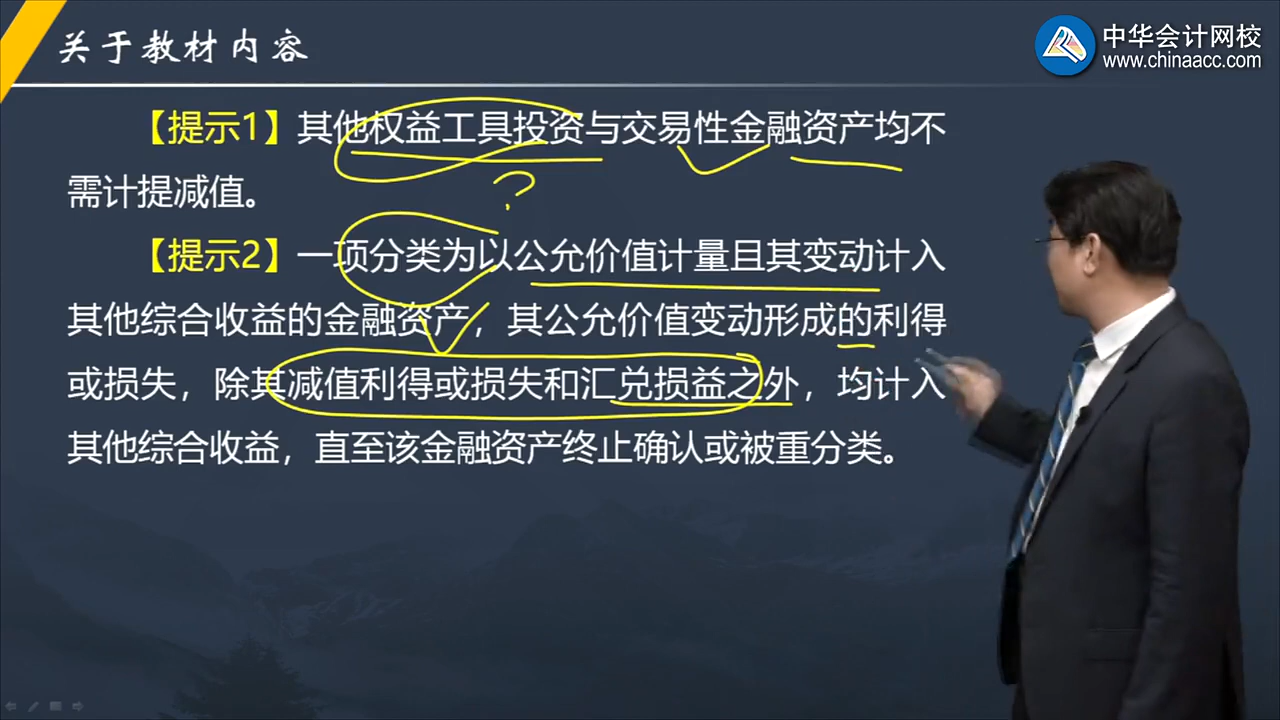 关于教材内容
中华会计网校
www.chinaacc.com
【提示1】其他权益工具投资与交易性金融资产均不
需计提减值。
?
【提示2】一项分类为以公允价值计量且其变动计入
其他综合收益的金融资产，其公允价值变动形成的利得
或损失，除其减值利得或损失和汇兑损益之外，均计入
其他综合收益，直至该金融资产终止确认或被重分类。